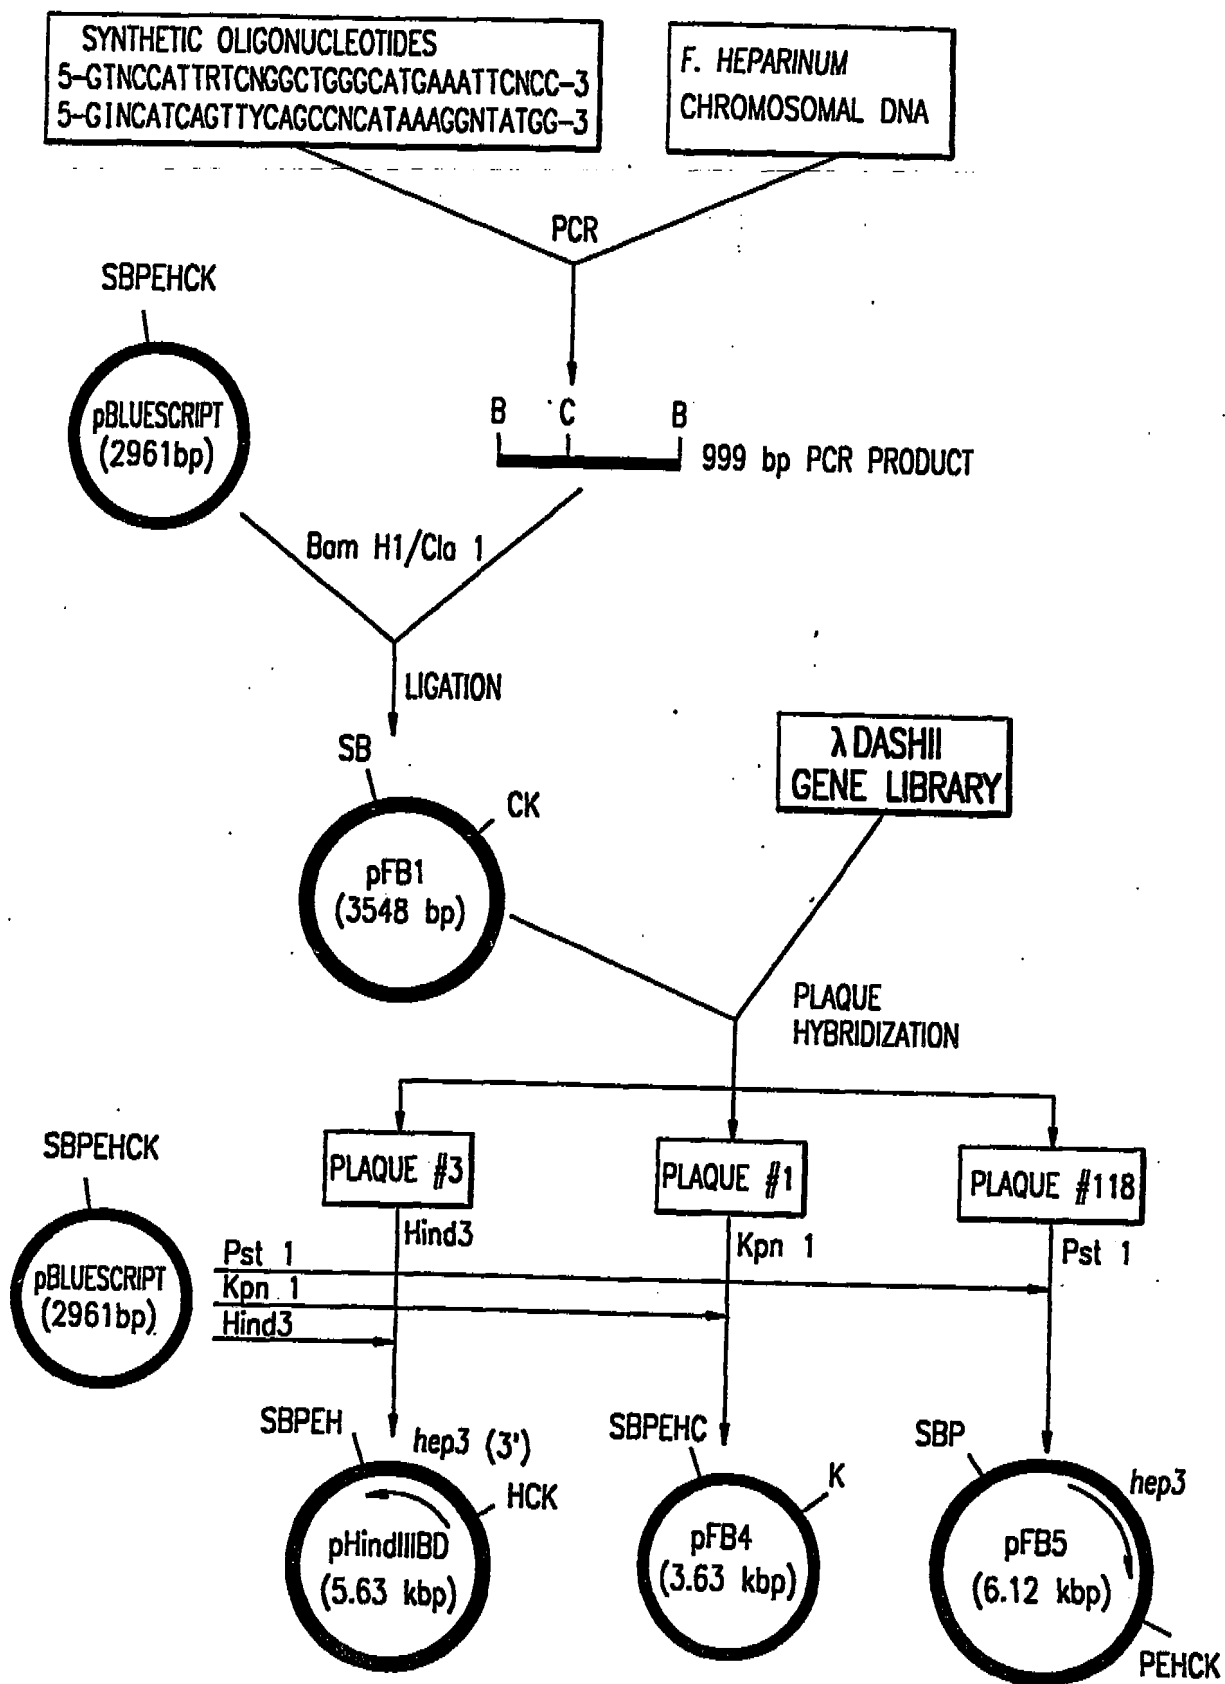 SYNTHETIC OLIGONUCLEOTIDES
5-GTNCCATTRTCNGGCTGGGCATGAAATTCNCC-3
5-GINCATCAGTTYCAGCCNCATAAAGGNTATGG-3
F. HEPARINUM
CHROMOSOMAL DNA
PCR
SBPEHCK
pBLUESCRIPT
(2961bp)
B C B
999 bp PCR PRODUCT
Bam H1/Cla 1
LIGATION
SB
CK
pFB1
(3548 bp)
λ DASHII
GENE LIBRARY
PLAQUE
HYBRIDIZATION
SBPEHCK
pBLUESCRIPT
(2961bp)
PLAQUE #3
PLAQUE #1
PLAQUE #118
Hind3
Kpn 1
Pst 1
Pst 1
Kpn 1
Hind3
SBPEH
hep3 (3')
HCK
pHindIIIBD
(5.63 kbp)
SBPEHC
K
pFB4
(3.63 kbp)
SBP
hep3
pFB5
(6.12 kbp)
PEHCK